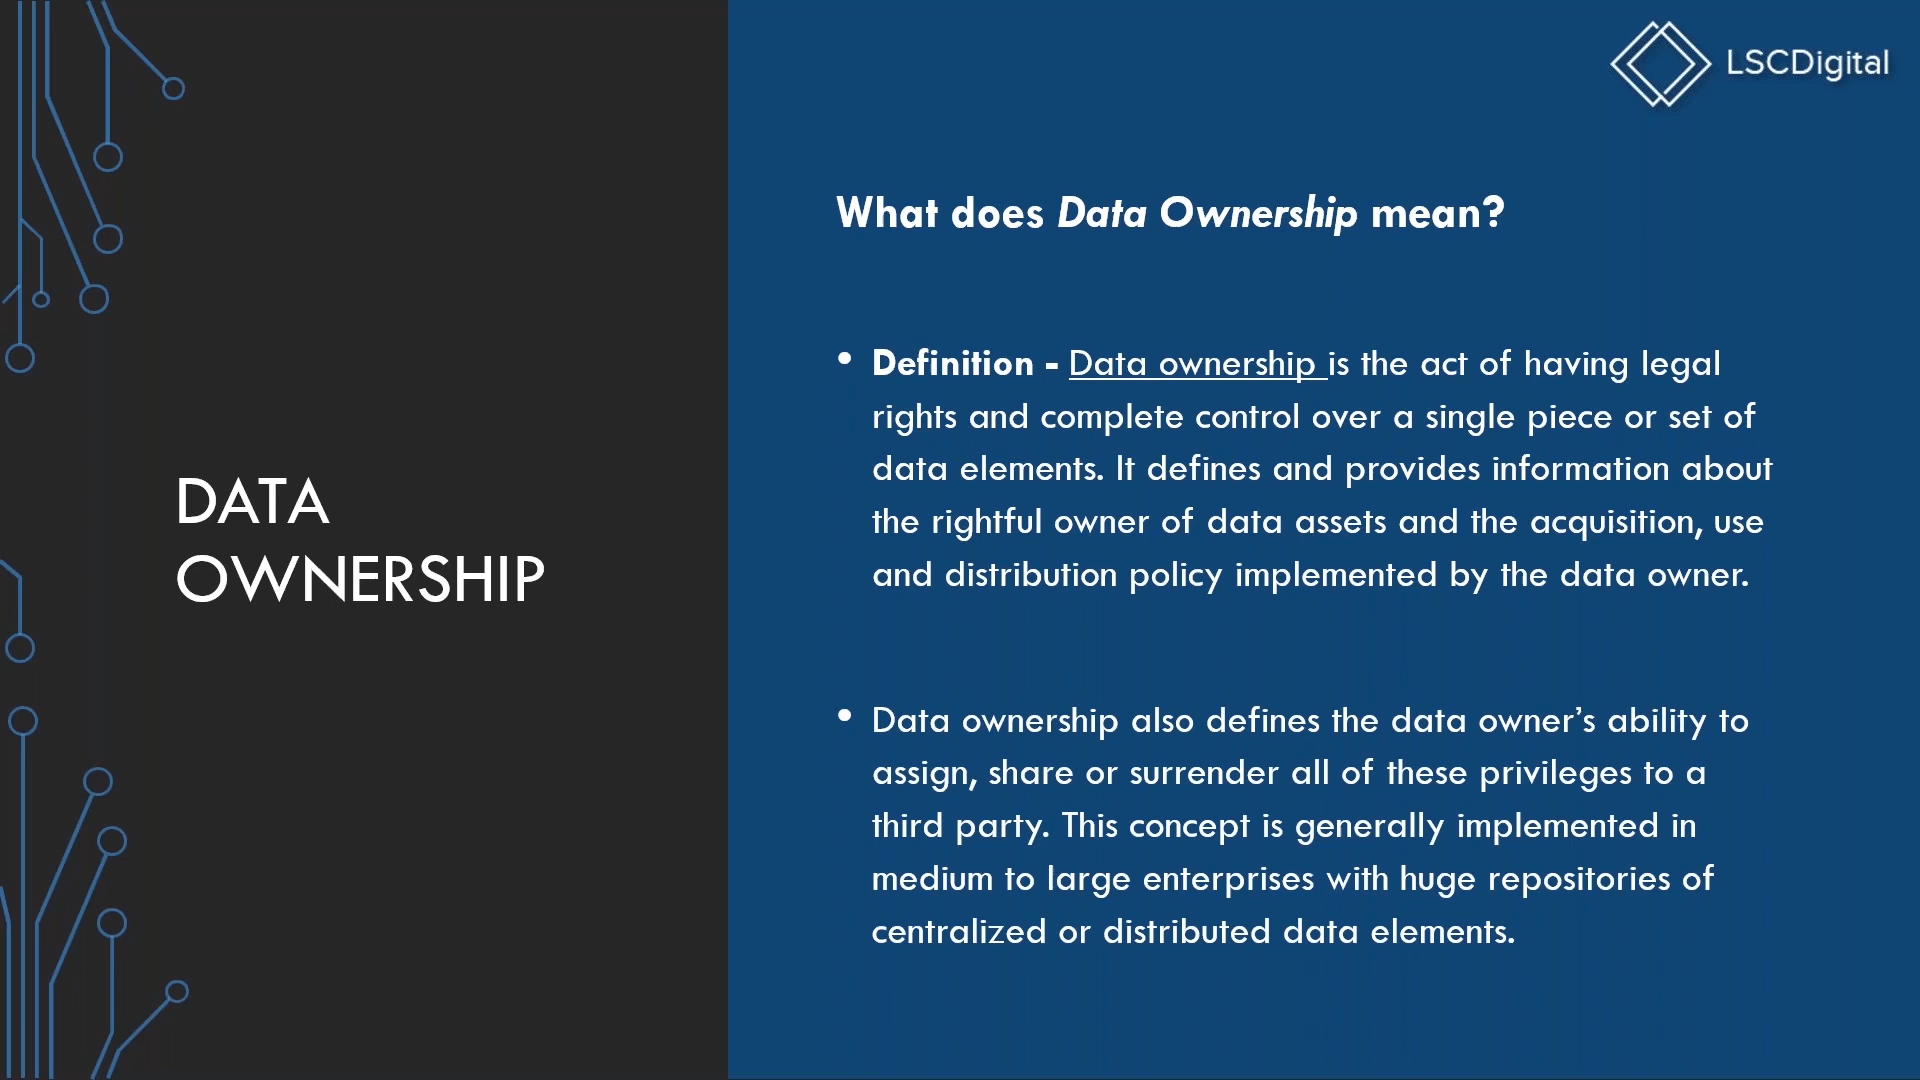 LSCDigital
DATA
OWNERSHIP
What does Data Ownership mean?
• Definition - Data ownership is the act of having legal
rights and complete control over a single piece or set of
data elements. It defines and provides information about
the rightful owner of data assets and the acquisition, use
and distribution policy implemented by the data owner.
• Data ownership also defines the data owner’s ability to
assign, share or surrender all of these privileges to a
third party. This concept is generally implemented in
medium to large enterprises with huge repositories of
centralized or distributed data elements.